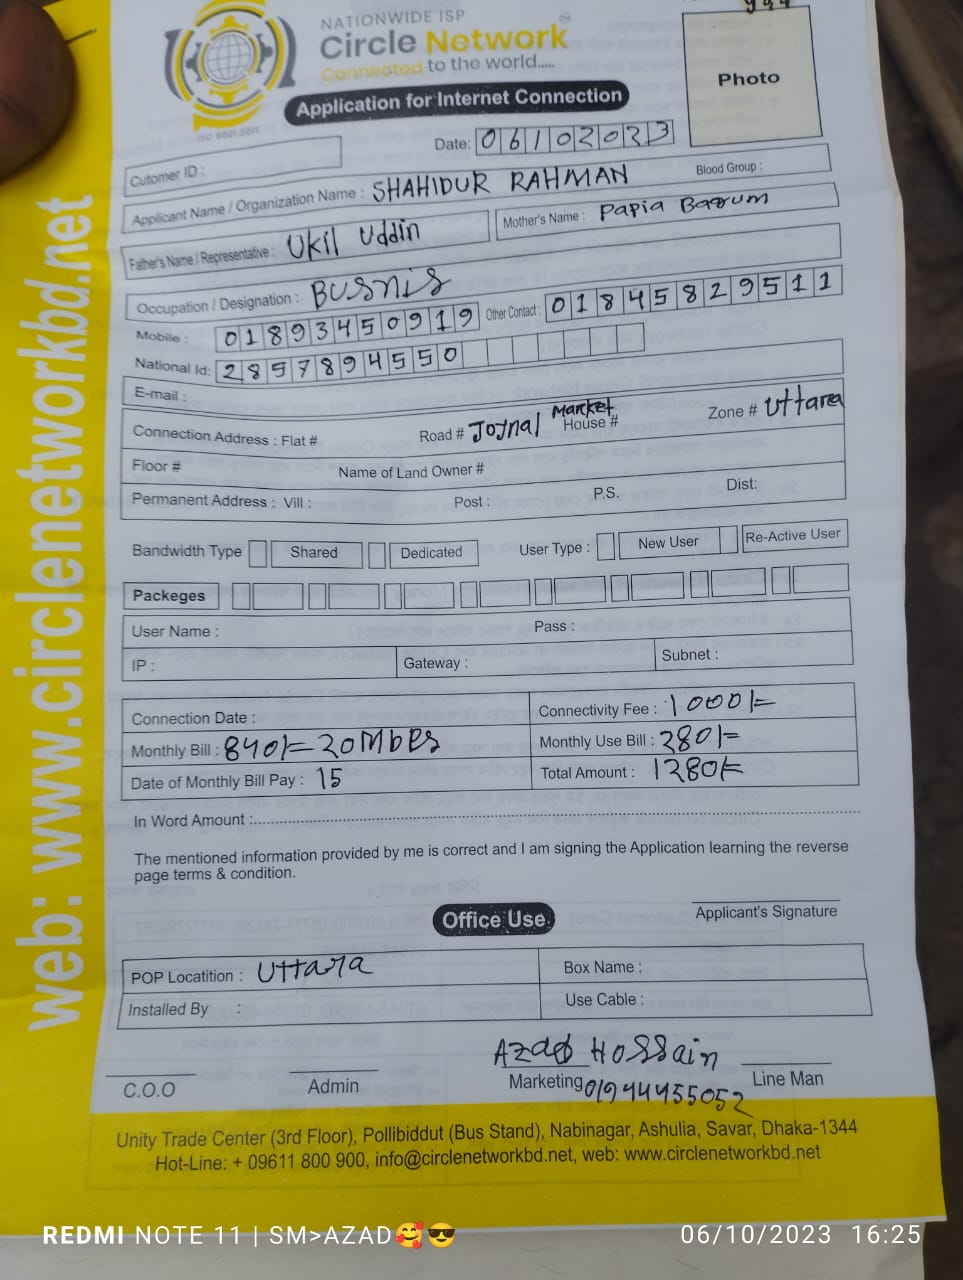 994
NATIONWIDE ISP
Circle Network
Connected to the world.....
Application for Internet Connection
Photo
ISO 9001:2015
Date: 06102023
Cutomer ID :
Applicant Name / Organization Name : SHAHIDUR RAHMAN Blood Group :
Father's Name / Representative : Ukil Uddin Mother's Name : Papia Bagum
Occupation / Designation : Busnis
Mobile : 01893450919 Other Contact : 01845829511
National Id: 2857894550
E-mail :
Connection Address : Flat # Road # Jojnal Market House # Zone # Uttara
Floor # Name of Land Owner #
Permanent Address : Vill : Post : P.S. Dist:
Bandwidth Type Shared Dedicated User Type : New User Re-Active User
Packeges
User Name : Pass :
IP : Gateway : Subnet :
Connection Date : Connectivity Fee : 1000/=
Monthly Bill : 840/= 20Mbps Monthly Use Bill : 280/=
Date of Monthly Bill Pay : 15 Total Amount : 1280/=
In Word Amount :
The mentioned information provided by me is correct and I am signing the Application learning the reverse
page terms & condition.
Applicant's Signature
Office Use.
POP Locatition : Uttara Box Name :
Installed By : Use Cable :
Azad Hossain
C.O.O Admin Marketing Line Man
01944455052
Unity Trade Center (3rd Floor), Pollibiddut (Bus Stand), Nabinagar, Ashulia, Savar, Dhaka-1344
Hot-Line: + 09611 800 900, info@circlenetworkbd.net, web: www.circlenetworkbd.net
web: www.circlenetworkbd.net
REDMI NOTE 11 | SM>AZAD🥰😎 06/10/2023 16:25